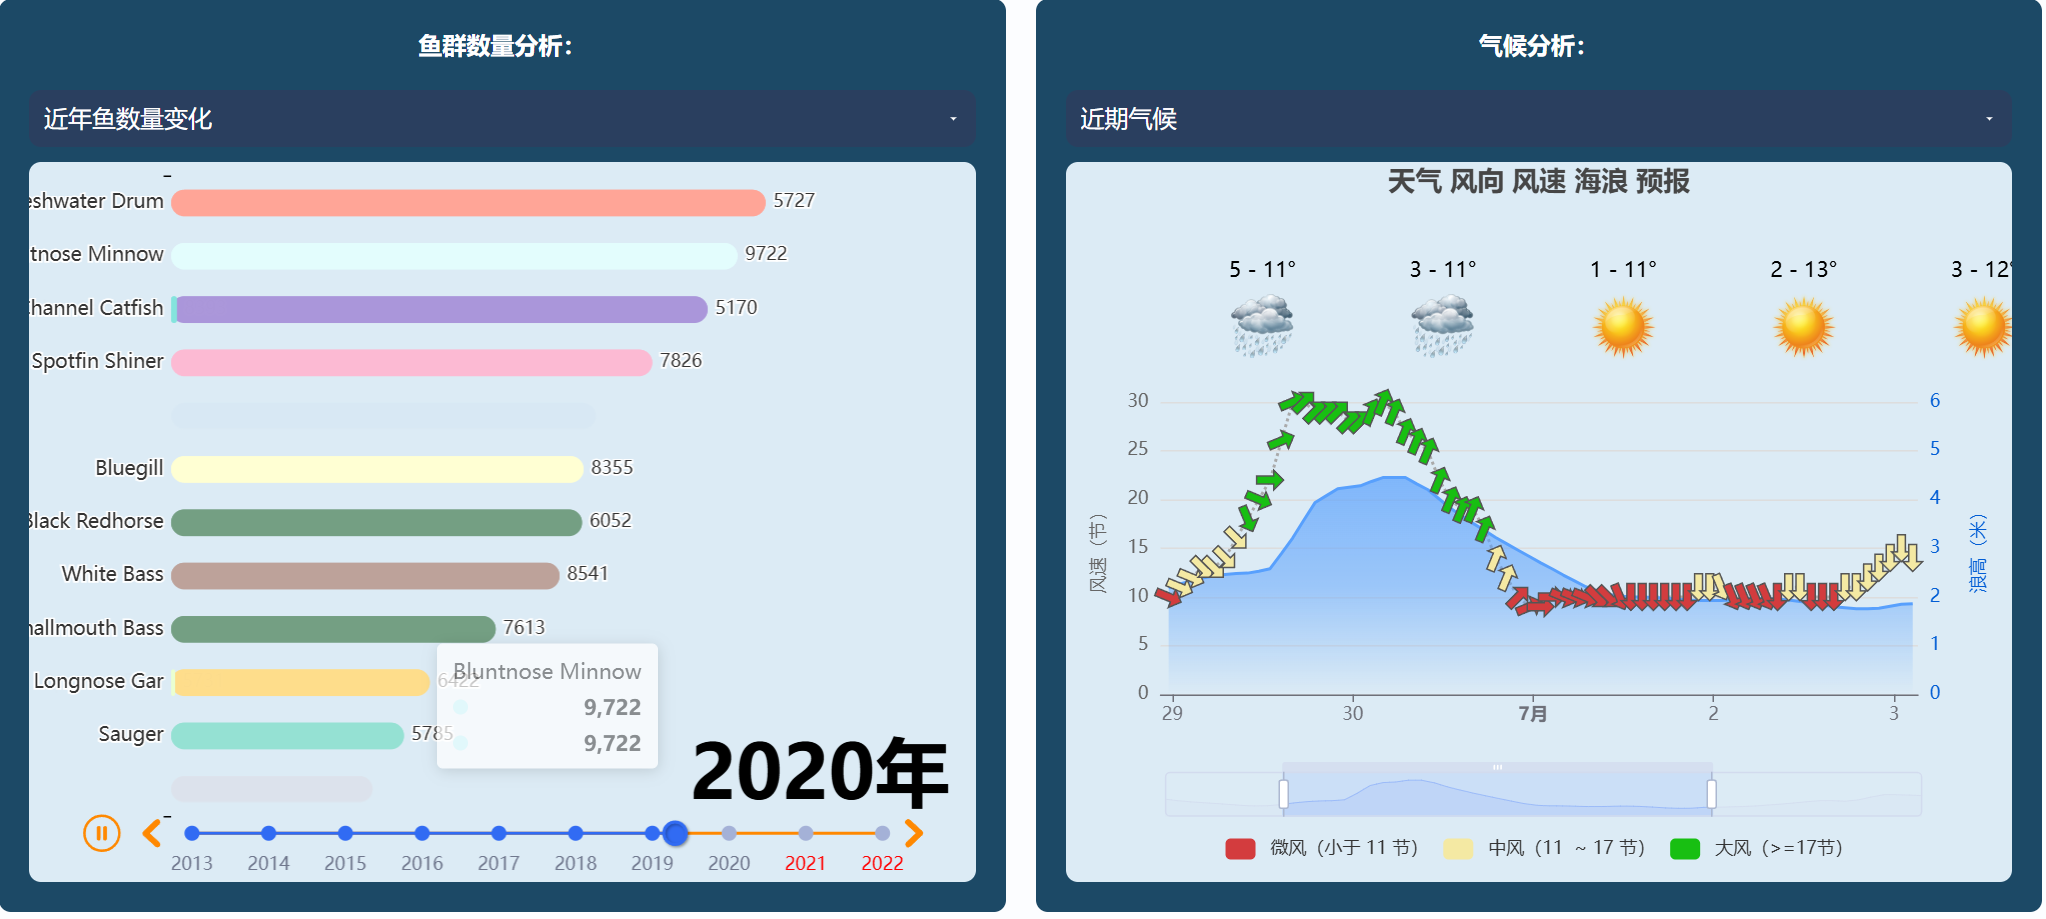 鱼群数量分析：
近年鱼数量变化
eshwater Drum 5727
tnose Minnow 9722
hannel Catfish 5170
Spotfin Shiner 7826
Bluegill 8355
Black Redhorse 6052
White Bass 8541
mallmouth Bass 7613
Longnose Gar 6422
Sauger 5785
Bluntnose Minnow
9,722
9,722
2020年
2013 2014 2015 2016 2017 2018 2019 2020 2021 2022
气候分析：
近期气候
天气 风向 风速 海浪 预报
5 - 11° 3 - 11° 1 - 11° 2 - 13° 3 - 12°
风速（节）
30
25
20
15
10
5
0
浪高（米）
6
5
4
3
2
1
0
29 30 7月 2 3
微风（小于 11 节） 中风（11 ~ 17 节） 大风（>=17节）